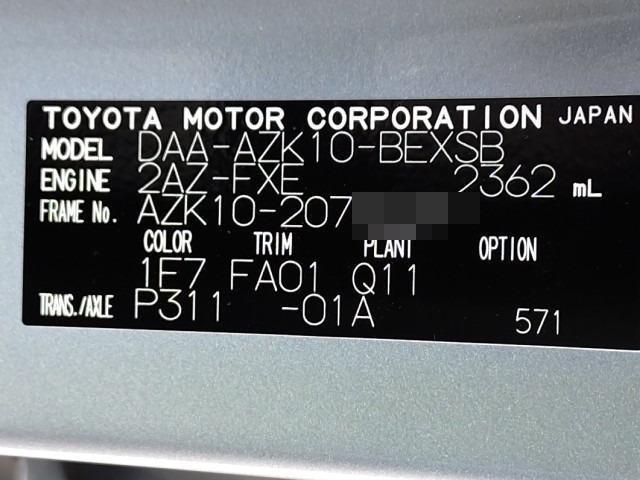 TOYOTA MOTOR CORPORATION JAPAN
MODEL DAA-AZK10-BEXSB
ENGINE 2AZ-FXE 2362 mL
FRAME No. AZK10-207
COLOR TRIM PLANT OPTION
1F7 FA01 Q11
TRANS./AXLE P311 -01A 571